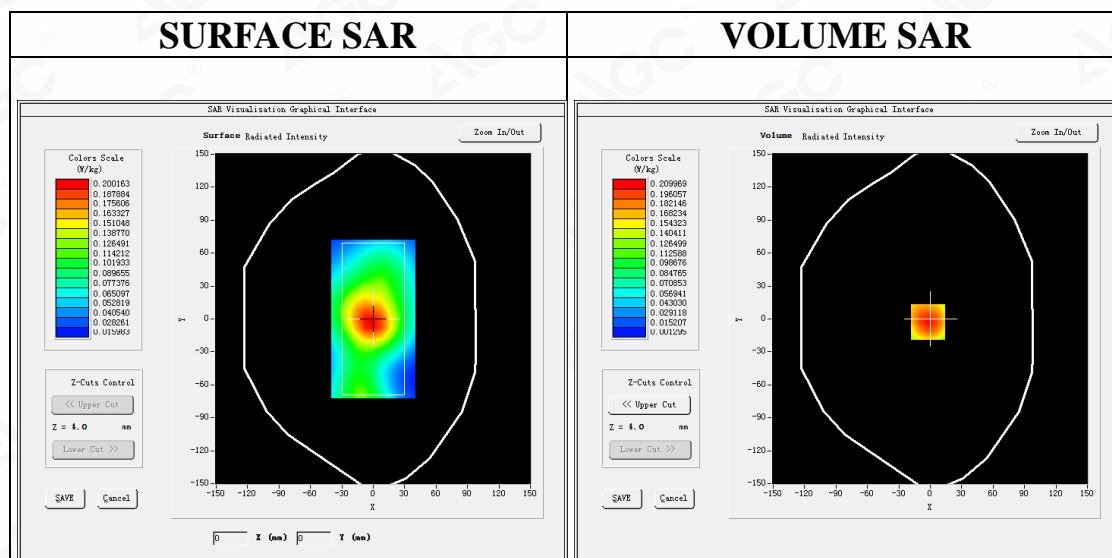 SURFACE SAR
VOLUME SAR
SAR Visualisation Graphical Interface
Surface Radiated Intensity
Zoom In/Out
Colors Scale
(W/kg)
0.200163
0.187884
0.175606
0.163327
0.151048
0.138770
0.126491
0.114212
0.101933
0.089655
0.077376
0.065097
0.052819
0.040540
0.028261
0.015983
150
120
90
60
30
0
-30
-60
-90
-120
-150
Y
-150 -120 -90 -60 -30 0 30 60 90 120 150
X
Z-Cuts Control
<< Upper Cut
Z = 4.0 mm
Lower Cut >>
SAVE Cancel
0 X (mm) 0 Y (mm)
SAR Visualisation Graphical Interface
Volume Radiated Intensity
Zoom In/Out
Colors Scale
(W/kg)
0.209969
0.196057
0.182146
0.168234
0.154323
0.140411
0.126499
0.112588
0.098676
0.084765
0.070853
0.056941
0.043030
0.029118
0.015207
0.001295
150
120
90
60
30
0
-30
-60
-90
-120
-150
Y
-150 -120 -90 -60 -30 0 30 60 90 120 150
X
Z-Cuts Control
<< Upper Cut
Z = 4.0 mm
Lower Cut >>
SAVE Cancel
AGC